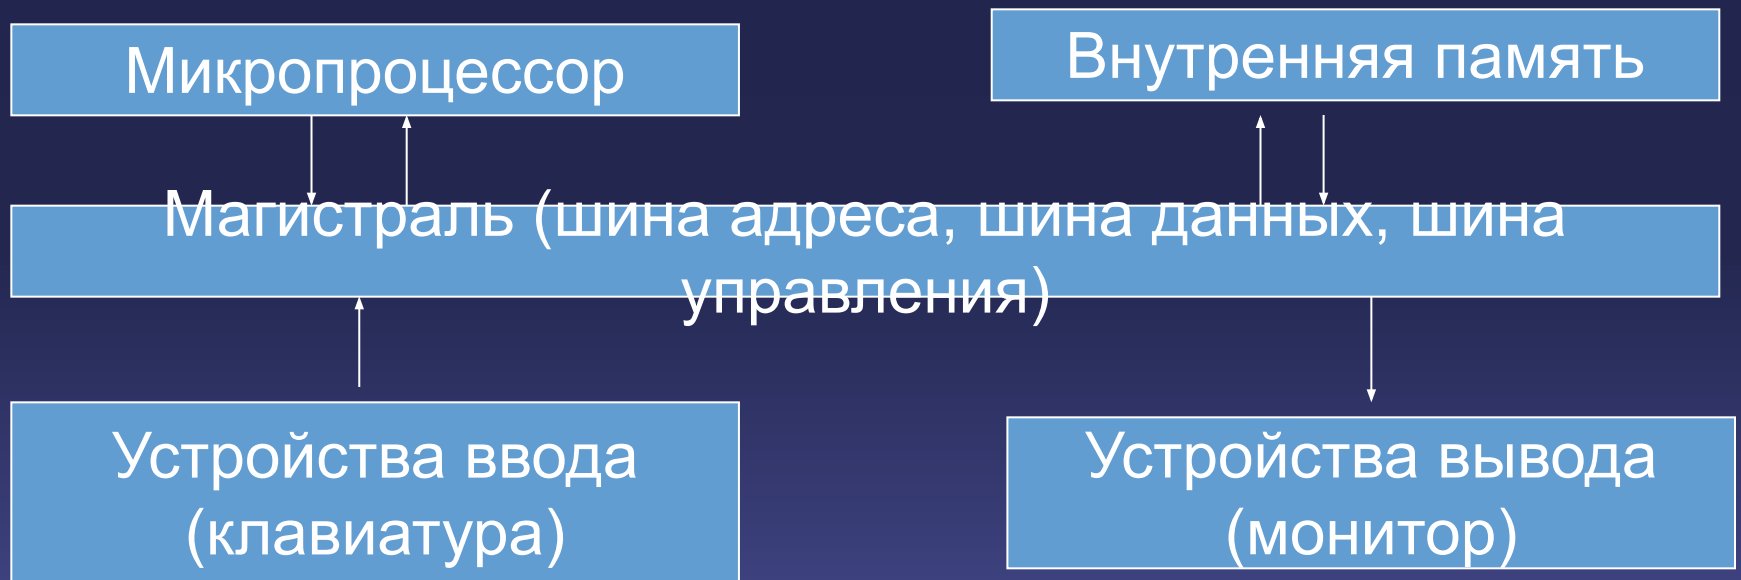 Микропроцессор
Внутренняя память
Магистраль (шина адреса, шина данных, шина
управления)
Устройства ввода
(клавиатура)
Устройства вывода
(монитор)